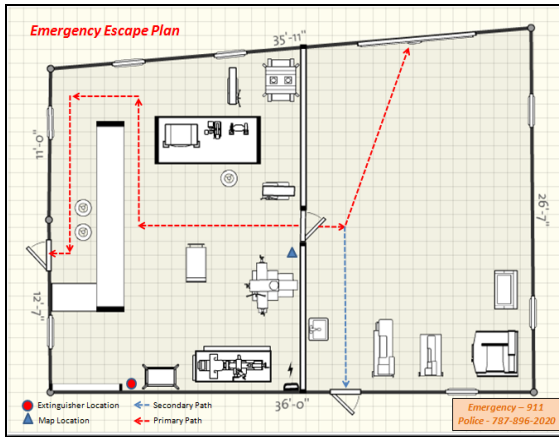 Emergency Escape Plan
35'-11"
11'-0"
26'-7"
12'-7"
36'-0"
Extinguisher Location
Secondary Path
Map Location
Primary Path
Emergency – 911
Police - 787-896-2020